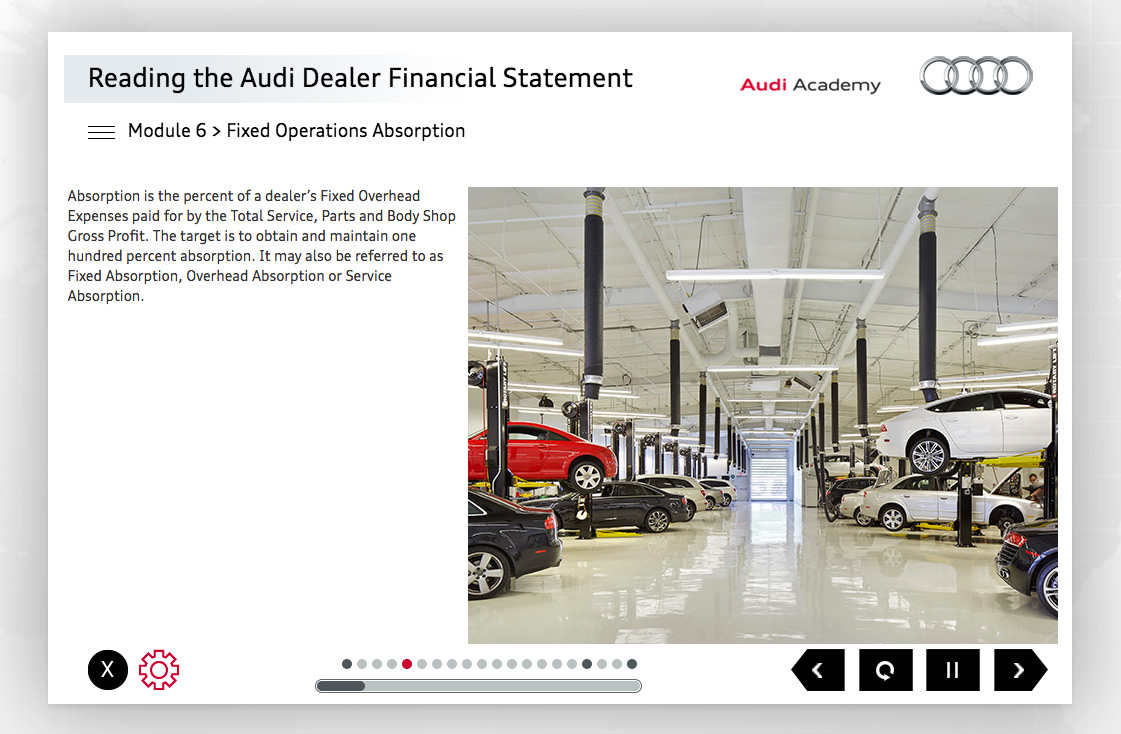 Reading the Audi Dealer Financial Statement
Audi Academy
Module 6 > Fixed Operations Absorption
Absorption is the percent of a dealer's Fixed Overhead
Expenses paid for by the Total Service, Parts and Body Shop
Gross Profit. The target is to obtain and maintain one
hundred percent absorption. It may also be referred to as
Fixed Absorption, Overhead Absorption or Service
Absorption.
ROTARY LIFT
X